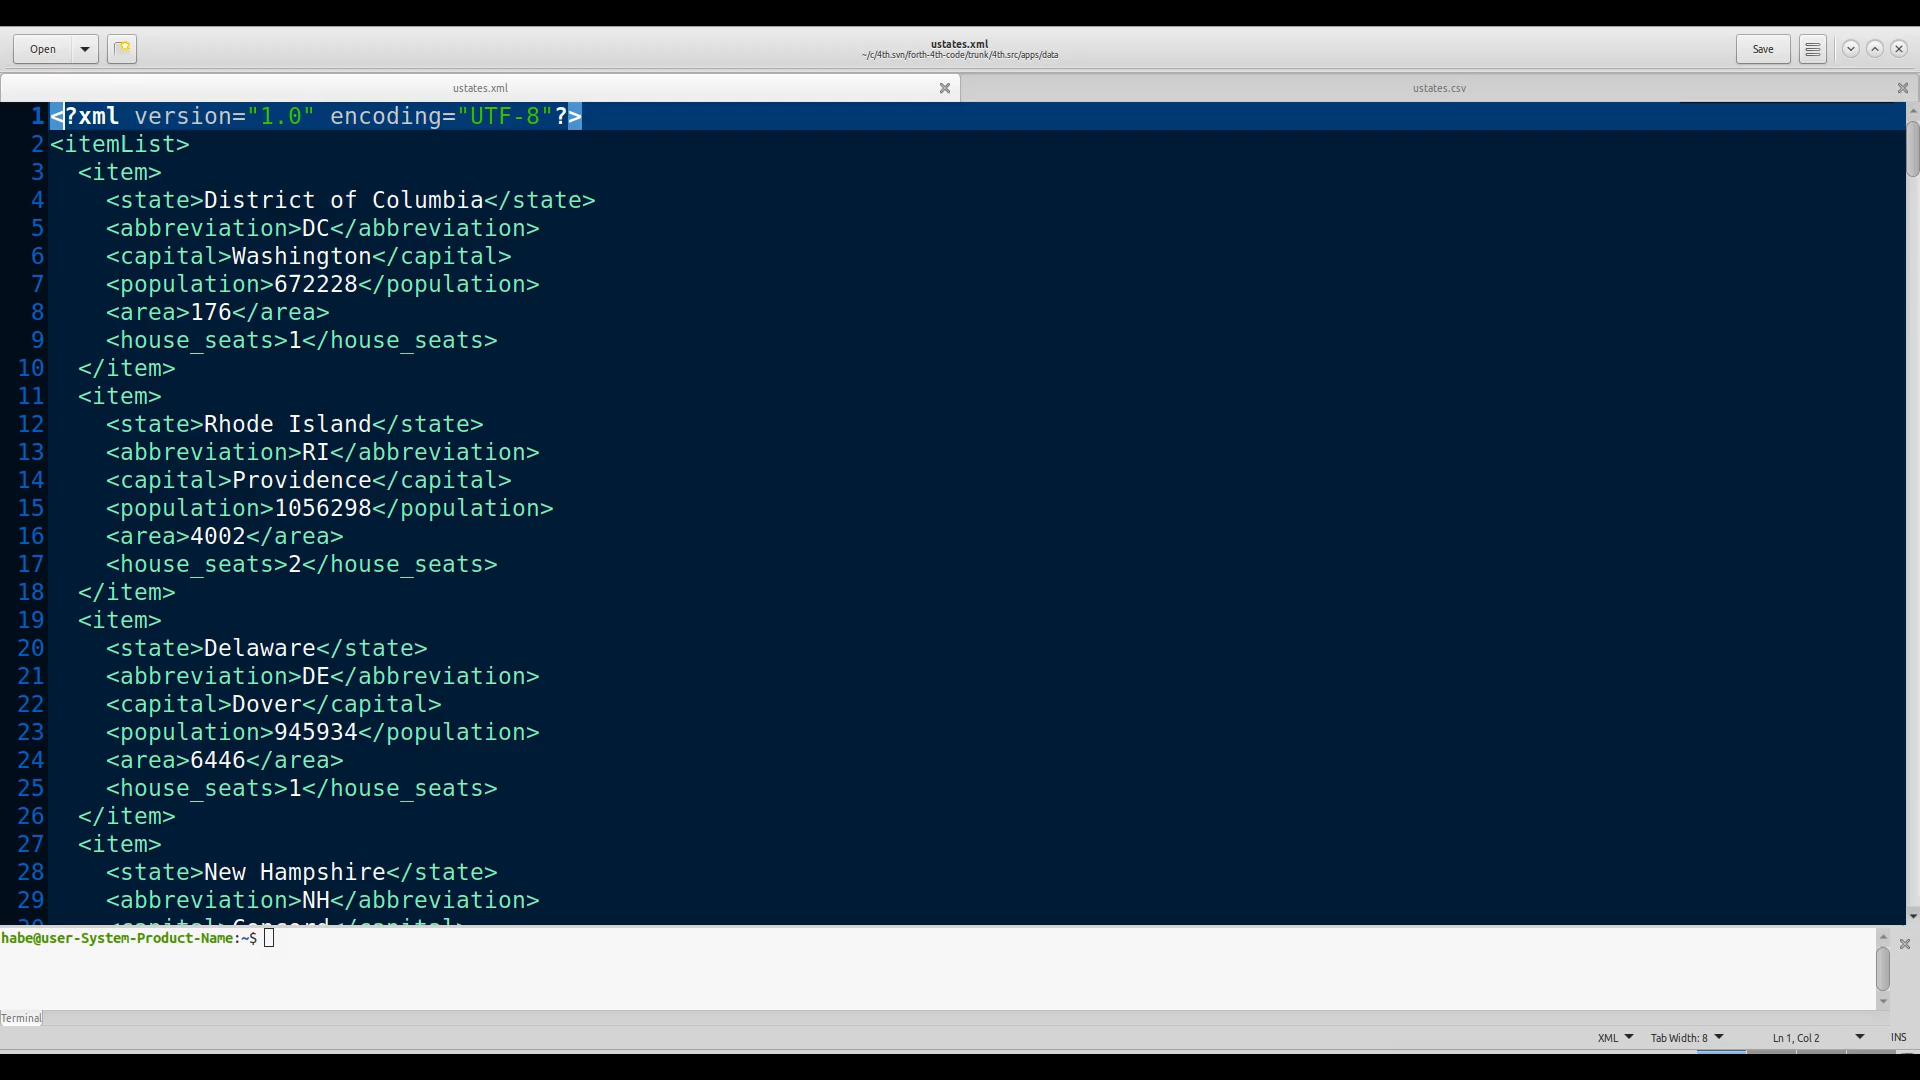 Open
ustates.xml
~/c/4th.svn/forth-4th-code/trunk/4th.src/apps/data
Save
ustates.xml
ustates.csv
1 <?xml version="1.0" encoding="UTF-8"?>
2 <itemList>
3   <item>
4     <state>District of Columbia</state>
5     <abbreviation>DC</abbreviation>
6     <capital>Washington</capital>
7     <population>672228</population>
8     <area>176</area>
9     <house_seats>1</house_seats>
10   </item>
11   <item>
12     <state>Rhode Island</state>
13     <abbreviation>RI</abbreviation>
14     <capital>Providence</capital>
15     <population>1056298</population>
16     <area>4002</area>
17     <house_seats>2</house_seats>
18   </item>
19   <item>
20     <state>Delaware</state>
21     <abbreviation>DE</abbreviation>
22     <capital>Dover</capital>
23     <population>945934</population>
24     <area>6446</area>
25     <house_seats>1</house_seats>
26   </item>
27   <item>
28     <state>New Hampshire</state>
29     <abbreviation>NH</abbreviation>
30     <capital>Concord</capital>
habe@user-System-Product-Name:~$
Terminal
XML
Tab Width: 8
Ln 1, Col 2
INS